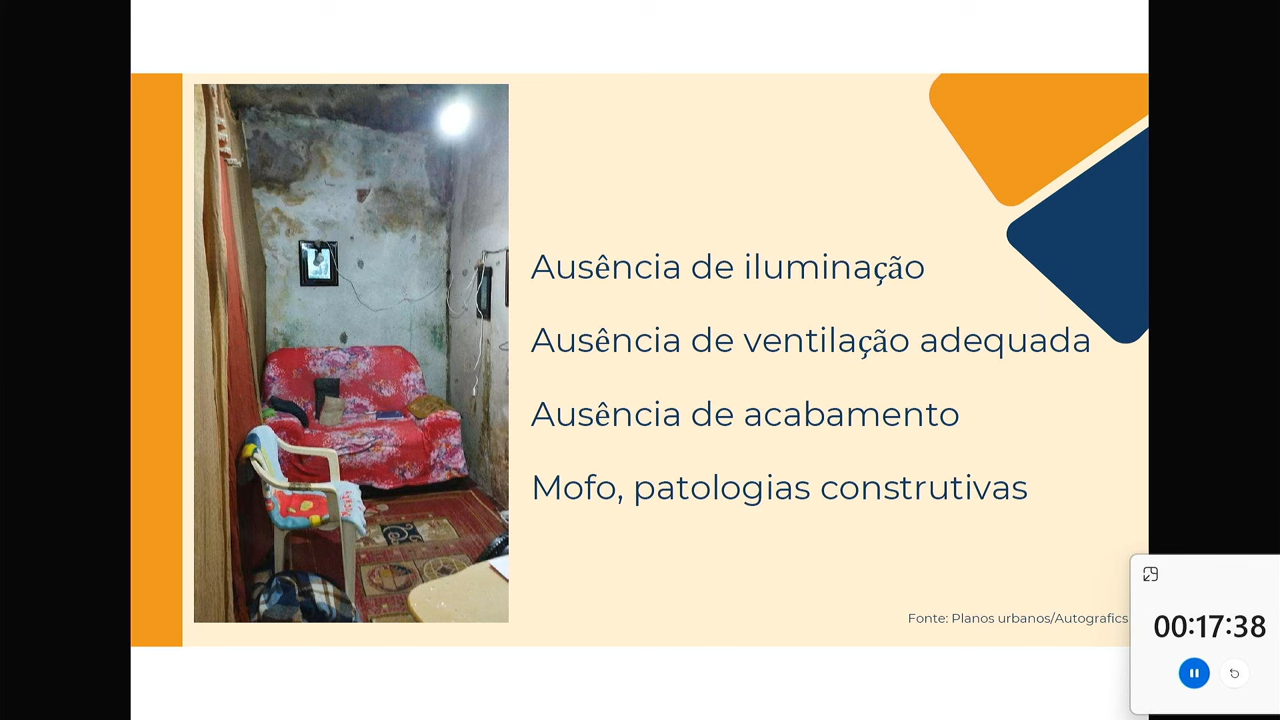 Ausência de iluminação
Ausência de ventilação adequada
Ausência de acabamento
Mofo, patologias construtivas
Fonte: Planos urbanos/Autografics
00:17:38